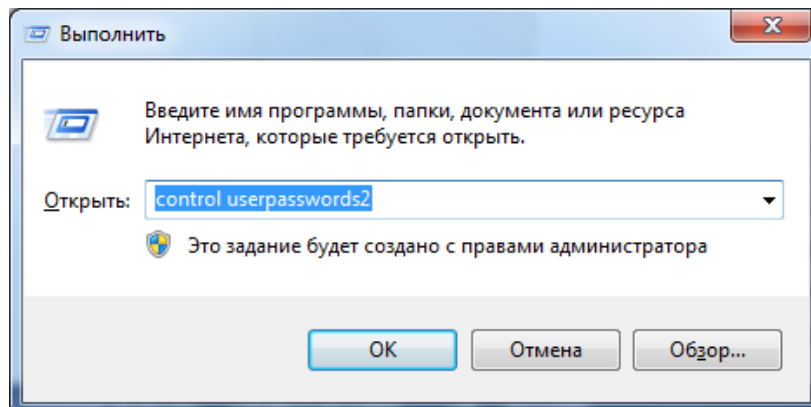 Выполнить
Введите имя программы, папки, документа или ресурса
Интернета, которые требуется открыть.
Открыть: control userpasswords2
Это задание будет создано с правами администратора
ОК Отмена Обзор...